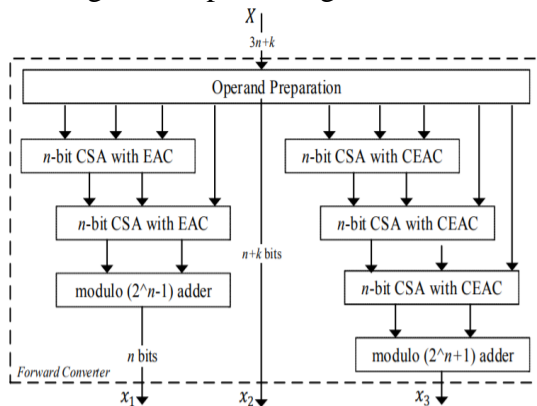 X
3n+k
Operand Preparation
n-bit CSA with EAC
n-bit CSA with CEAC
n-bit CSA with EAC
n-bit CSA with CEAC
n+k bits
modulo (2^n-1) adder
n-bit CSA with CEAC
n bits
modulo (2^n+1) adder
Forward Converter
x1
x2
x3